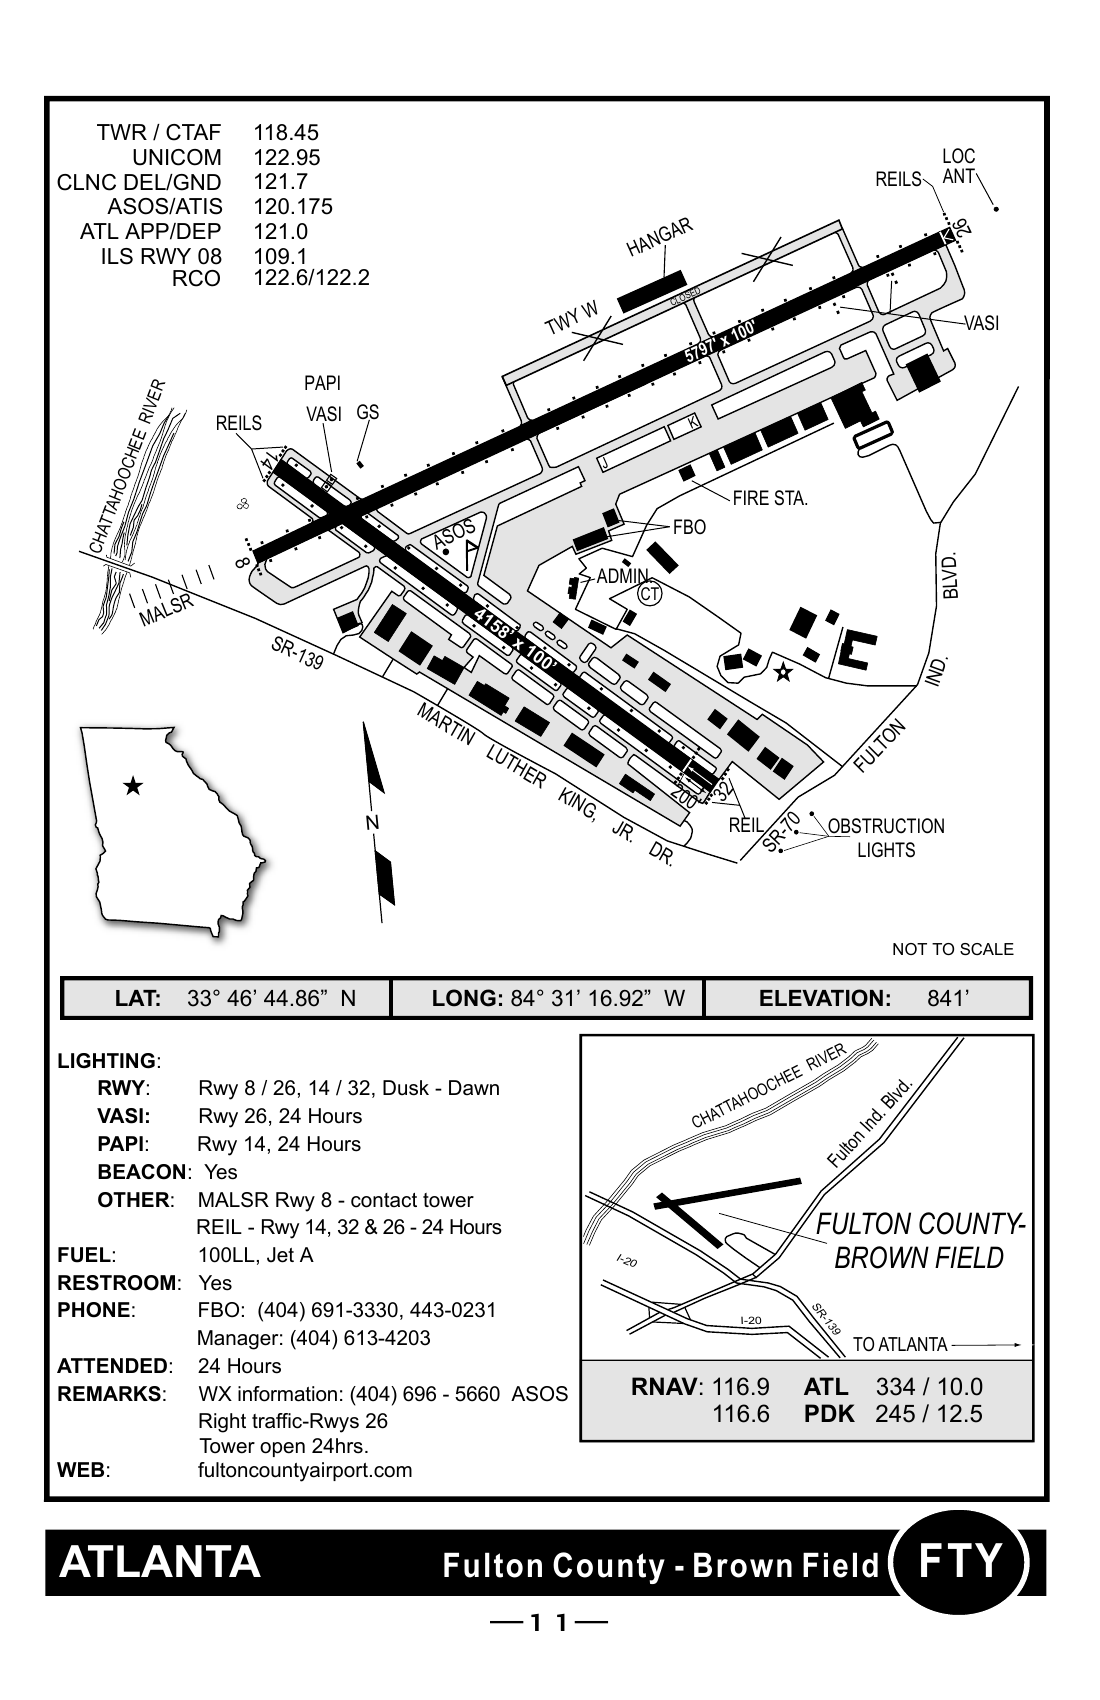 TWR / CTAF 118.45
UNICOM 122.95
CLNC DEL/GND 121.7
ASOS/ATIS 120.175
ATL APP/DEP 121.0
ILS RWY 08 109.1
RCO 122.6/122.2
LOC
ANT
REILS
26
K
HANGAR
CLOSED
TWY W
5797' x 100'
VASI
PAPI
VASI GS
REILS
14
CHATTAHOOCHEE RIVER
K
J
FIRE STA.
FBO
ASOS
8
ADMIN.
CT
MALSR
SR-139
4158' x 100'
FULTON IND. BLVD.
MARTIN LUTHER KING, JR. DR.
200'
32
REIL
SR-70
OBSTRUCTION
LIGHTS
N
NOT TO SCALE
LAT: 33° 46’ 44.86” N LONG: 84° 31’ 16.92” W ELEVATION: 841’
LIGHTING:
RWY: Rwy 8 / 26, 14 / 32, Dusk - Dawn
VASI: Rwy 26, 24 Hours
PAPI: Rwy 14, 24 Hours
BEACON: Yes
OTHER: MALSR Rwy 8 - contact tower
REIL - Rwy 14, 32 & 26 - 24 Hours
FUEL: 100LL, Jet A
RESTROOM: Yes
PHONE: FBO: (404) 691-3330, 443-0231
Manager: (404) 613-4203
ATTENDED: 24 Hours
REMARKS: WX information: (404) 696 - 5660 ASOS
Right traffic-Rwys 26
Tower open 24hrs.
WEB: fultoncountyairport.com
CHATTAHOOCHEE RIVER
Fulton Ind. Blvd.
FULTON COUNTY-
BROWN FIELD
I-20
I-20
SR-139
TO ATLANTA
RNAV: 116.9 ATL 334 / 10.0
116.6 PDK 245 / 12.5
ATLANTA Fulton County - Brown Field FTY
11